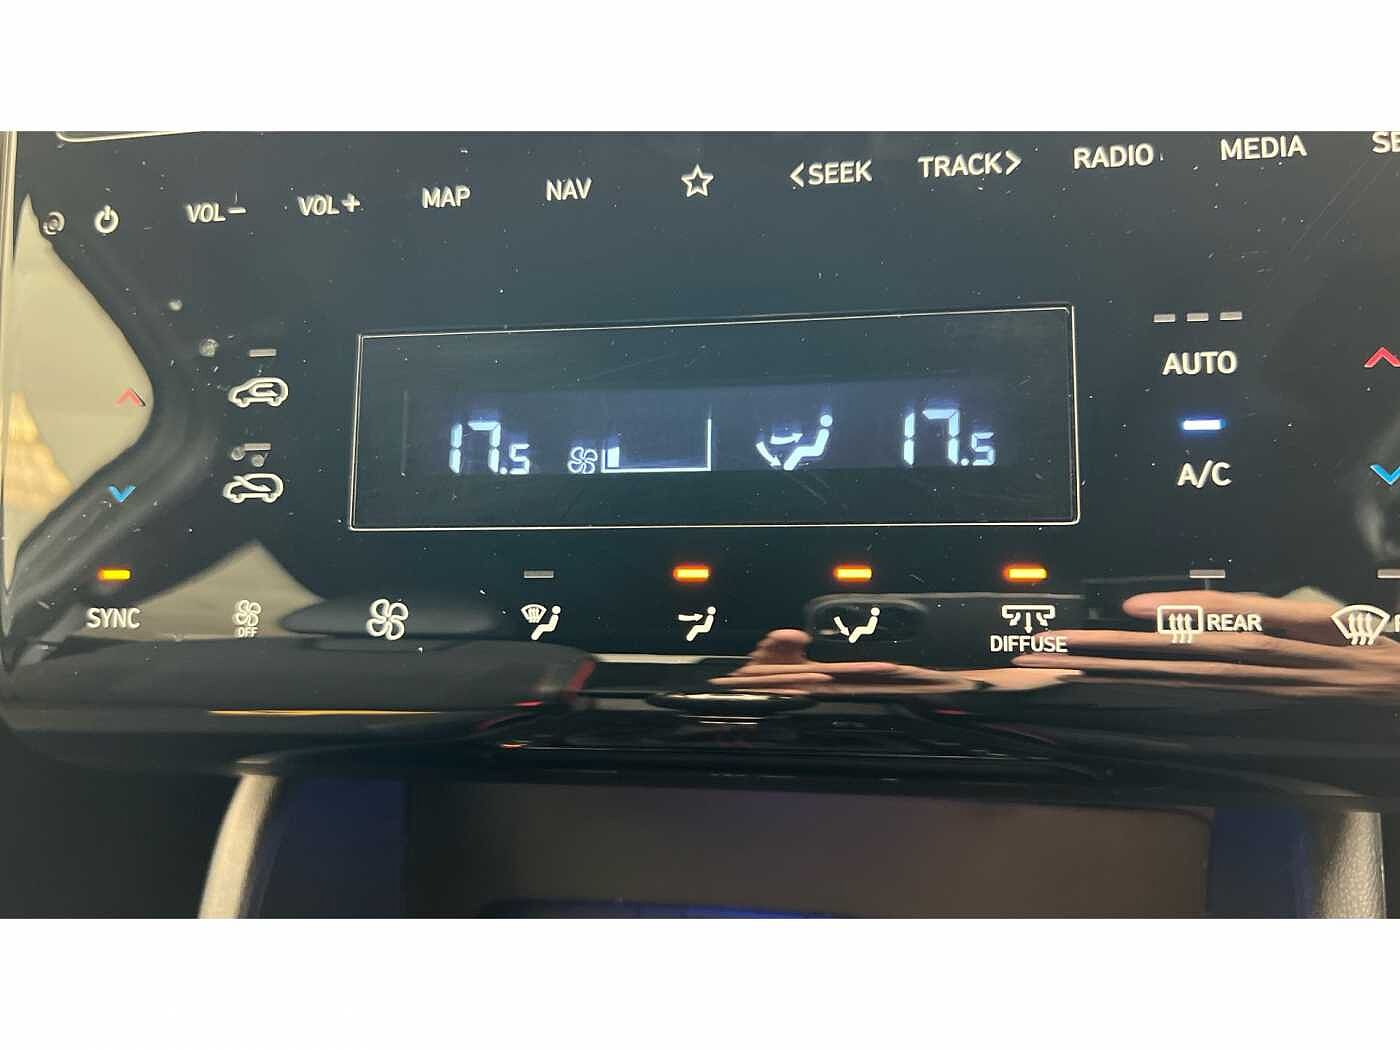 VOL− VOL+ MAP NAV <SEEK TRACK> RADIO MEDIA
AUTO
17.5 17.5
A/C
SYNC OFF DIFFUSE REAR